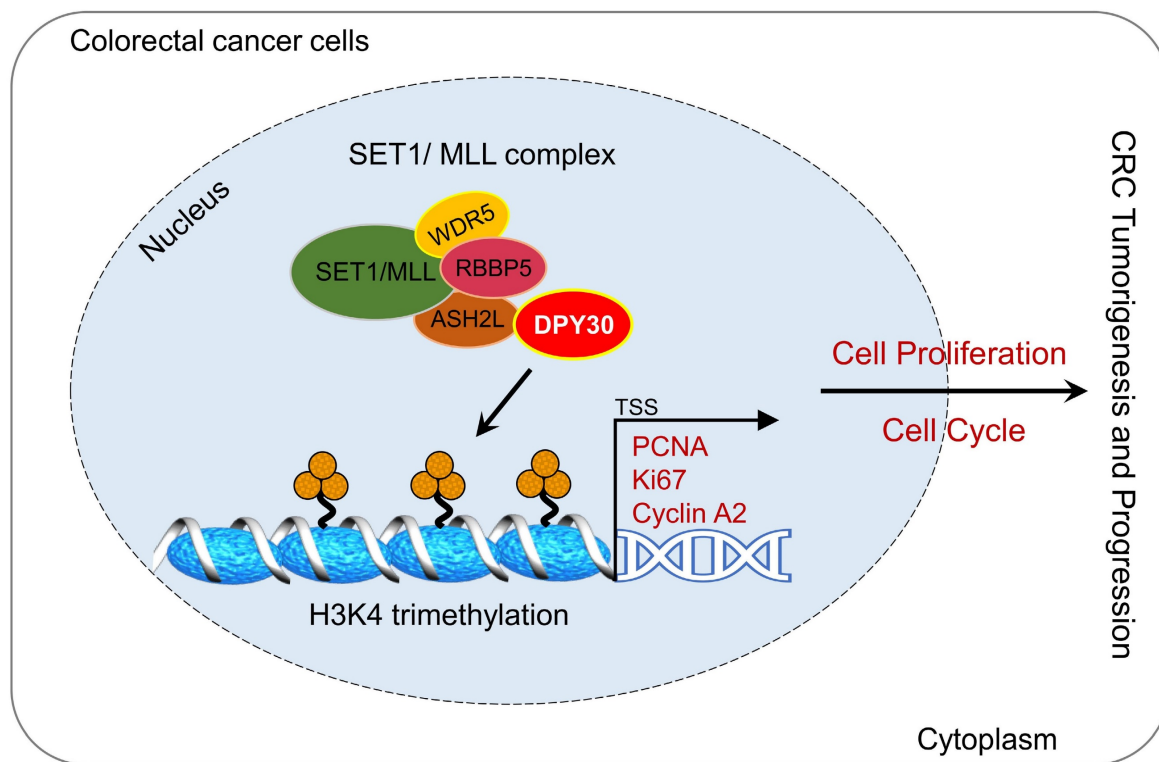 Colorectal cancer cells
SET1/ MLL complex
Nucleus
WDR5
SET1/MLL
RBBP5
ASH2L
DPY30
TSS
PCNA
Ki67
Cyclin A2
H3K4 trimethylation
Cell Proliferation
Cell Cycle
CRC Tumorigenesis and Progression
Cytoplasm